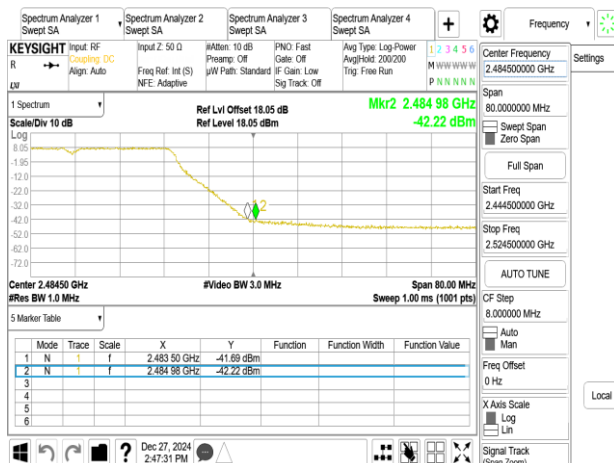 Spectrum Analyzer 1
Swept SA
Spectrum Analyzer 2
Swept SA
Spectrum Analyzer 3
Swept SA
Spectrum Analyzer 4
Swept SA
+
Frequency
Settings
KEYSIGHT
R
Input: RF
Coupling: DC
Align: Auto
Input Z: 50 Ω
Freq Ref: Int (S)
NFE: Adaptive
#Atten: 10 dB
Preamp: Off
µW Path: Standard
PNO: Fast
Gate: Off
IF Gain: Low
Sig Track: Off
Avg Type: Log-Power
Avg|Hold: 200/200
Trig: Free Run
1 2 3 4 5 6
M W W W W W
P N N N N N
1 Spectrum
Scale/Div 10 dB
Ref Lvl Offset 18.05 dB
Ref Level 18.05 dBm
Mkr2 2.484 98 GHz
-42.22 dBm
Log
8.05
-1.95
-12.0
-22.0
-32.0
-42.0
-52.0
-62.0
-72.0
2
Center 2.48450 GHz
#Res BW 1.0 MHz
#Video BW 3.0 MHz
Span 80.00 MHz
Sweep 1.00 ms (1001 pts)
5 Marker Table
Mode Trace Scale X Y Function Function Width Function Value
1 N 1 f 2.483 50 GHz -41.69 dBm
2 N 1 f 2.484 98 GHz -42.22 dBm
3
4
5
6
Center Frequency
2.484500000 GHz
Span
80.0000000 MHz
Swept Span
Zero Span
Full Span
Start Freq
2.444500000 GHz
Stop Freq
2.524500000 GHz
AUTO TUNE
CF Step
8.000000 MHz
Auto
Man
Freq Offset
0 Hz
X Axis Scale
Log
Lin
Signal Track
(Span Zoom)
Local
?
Dec 27, 2024
2:47:31 PM